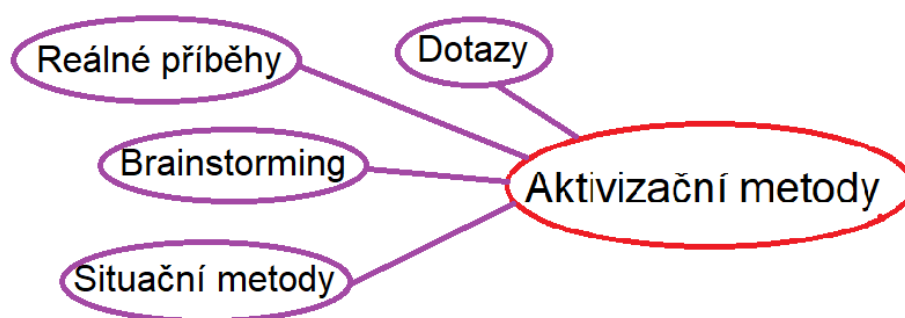 Reálné příběhy
Dotazy
Brainstorming
Aktivizační metody
Situační metody